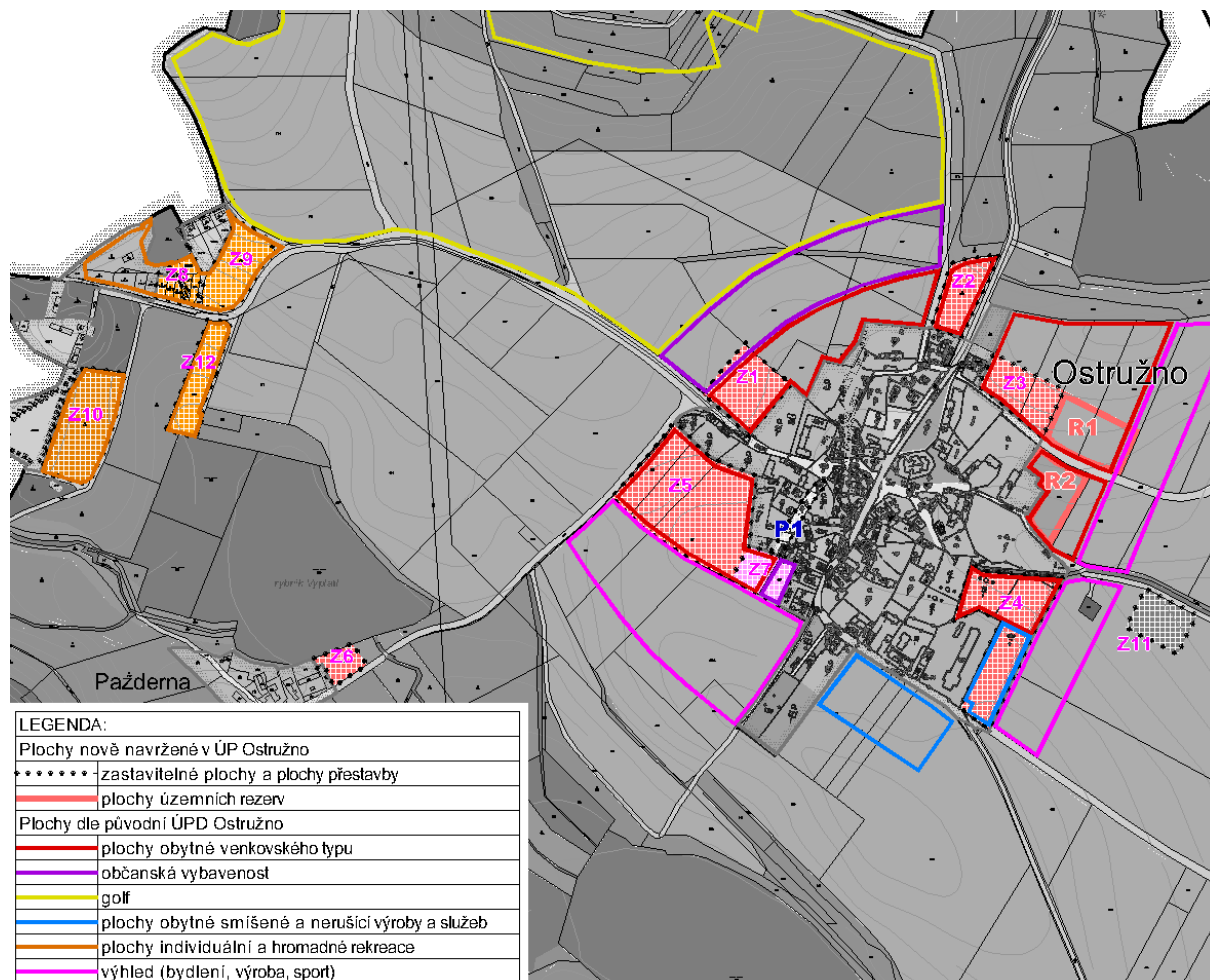 Z9
Z8
Z2
Z12
Z1
Z3
Ostružno
Z10
R1
R2
Z5
P1
Z7
rybník Vyplail
Z4
Z11
Z6
Pažderna
LEGENDA:
Plochy nově navržené v ÚP Ostružno
zastavitelné plochy a plochy přestavby
plochy územních rezerv
Plochy dle původní ÚPD Ostružno
plochy obytné venkovského typu
občanská vybavenost
golf
plochy obytné smíšené a nerušící výroby a služeb
plochy individuální a hromadné rekreace
výhled (bydlení, výroba, sport)